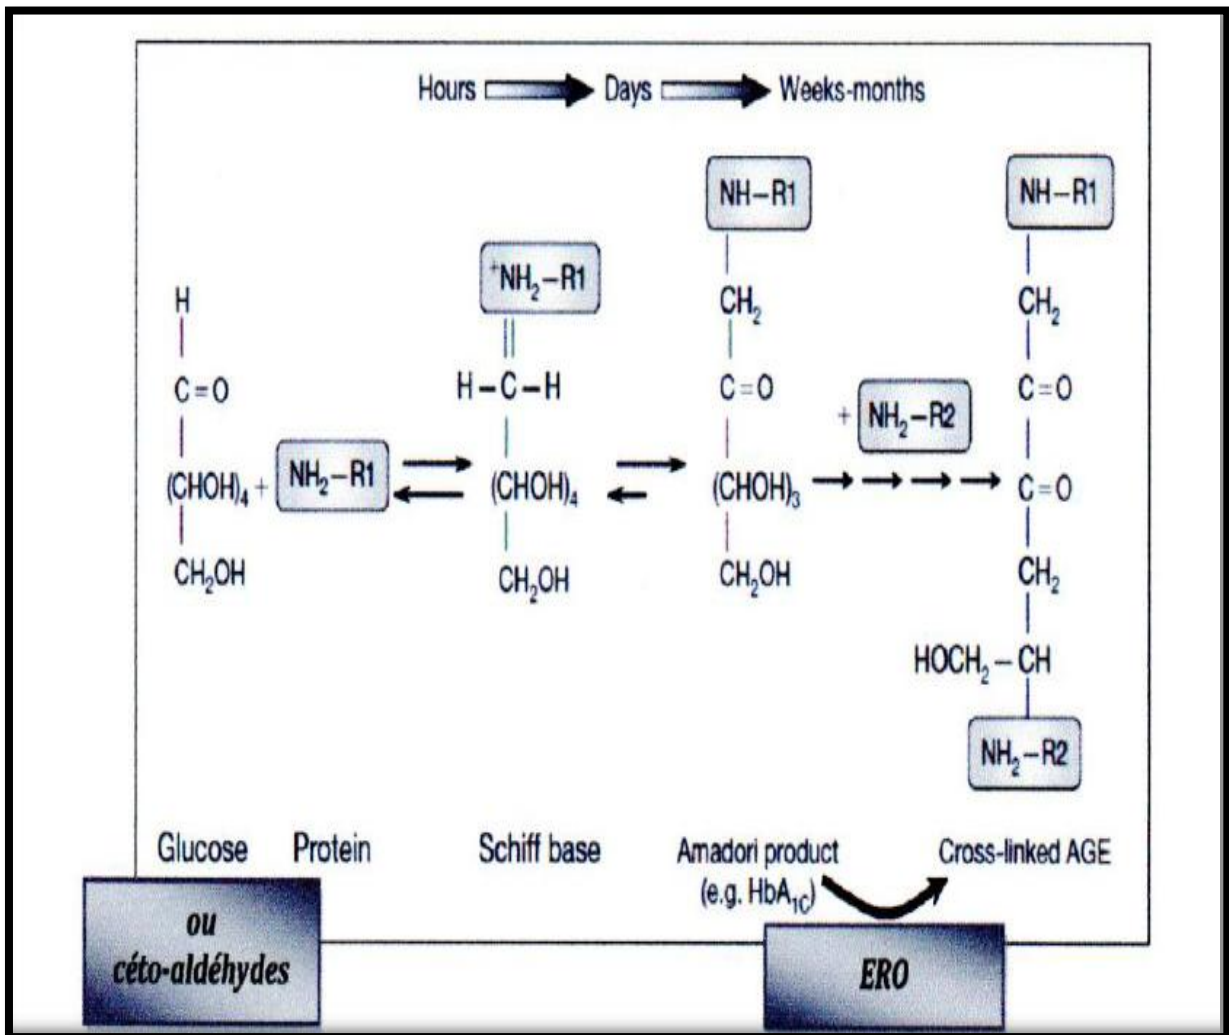 Hours Days Weeks-months
NH–R1
NH–R1
⁺NH₂–R1
H
CH₂
CH₂
C=O
H–C–H
C=O
+ NH₂–R2
C=O
(CHOH)₄ + NH₂–R1
(CHOH)₄
(CHOH)₃
C=O
CH₂OH
CH₂OH
CH₂OH
CH₂
HOCH₂–CH
NH₂–R2
Glucose Protein Schiff base Amadori product Cross-linked AGE
(e.g. HbA₁C)
ou
céto-aldéhydes
ERO